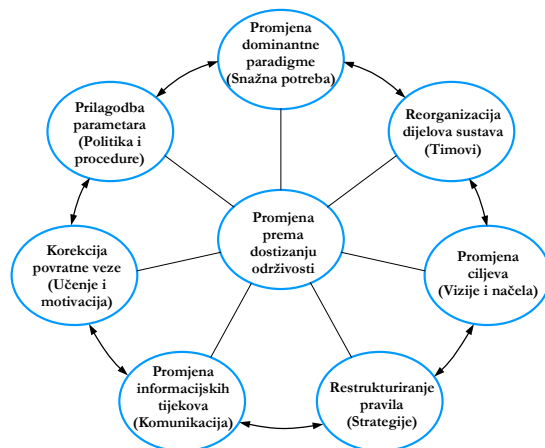 Promjena
dominantne
paradigme
(Snažna potreba)
Reorganizacija
dijelova sustava
(Timovi)
Promjena
ciljeva
(Vizije i načela)
Restrukturiranje
pravila
(Strategije)
Promjena
informacijskih
tijekova
(Komunikacija)
Korekcija
povratne veze
(Učenje i
motivacija)
Prilagodba
parametara
(Politika i
procedure)
Promjena
prema
dostizanju
održivosti